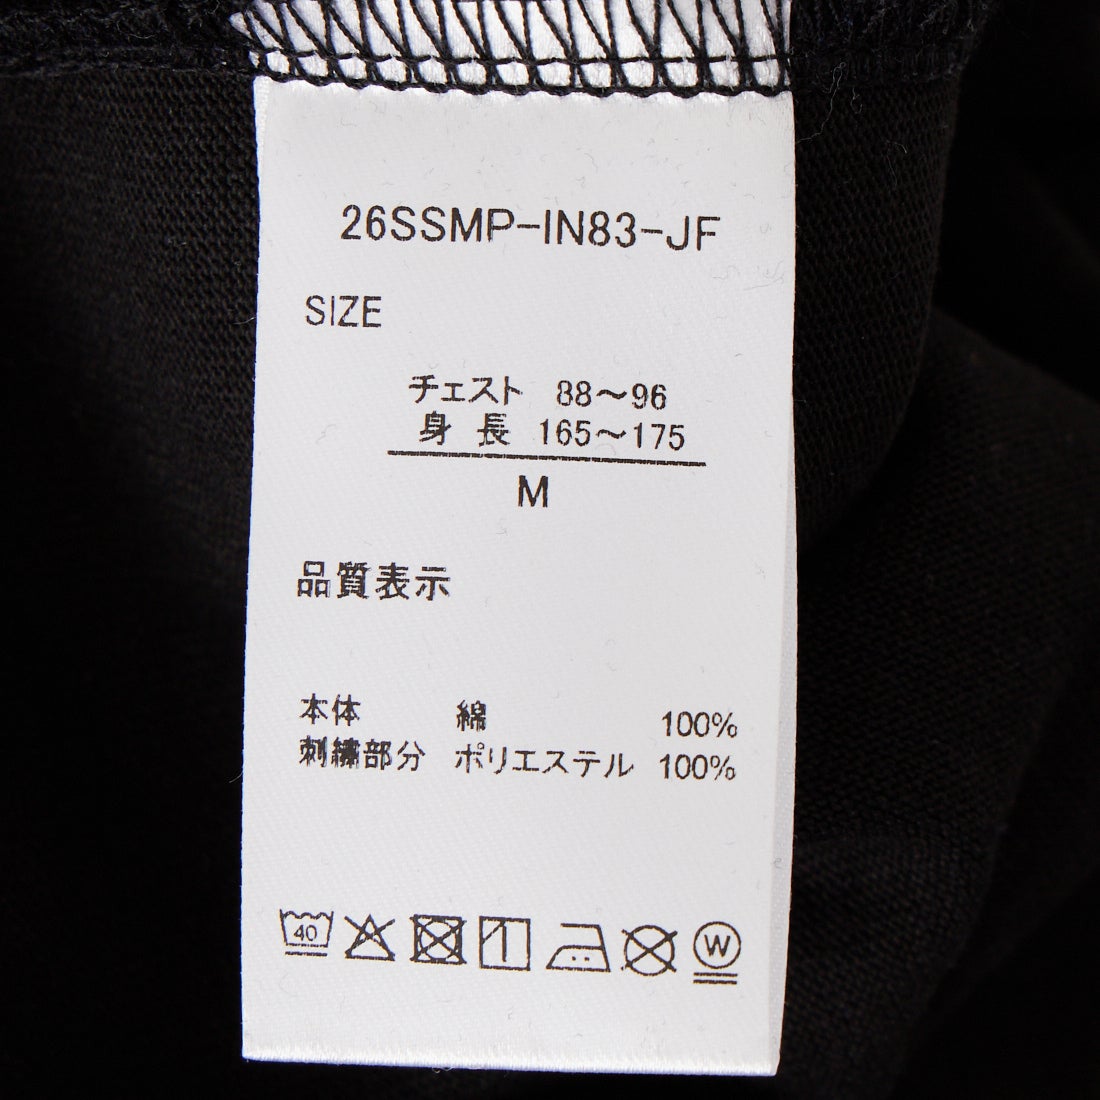 26SSMP-IN83-JF
SIZE
チェスト 88～96
身長 165～175
M
品質表示
本体 綿 100%
刺繍部分 ポリエステル 100%
40 W